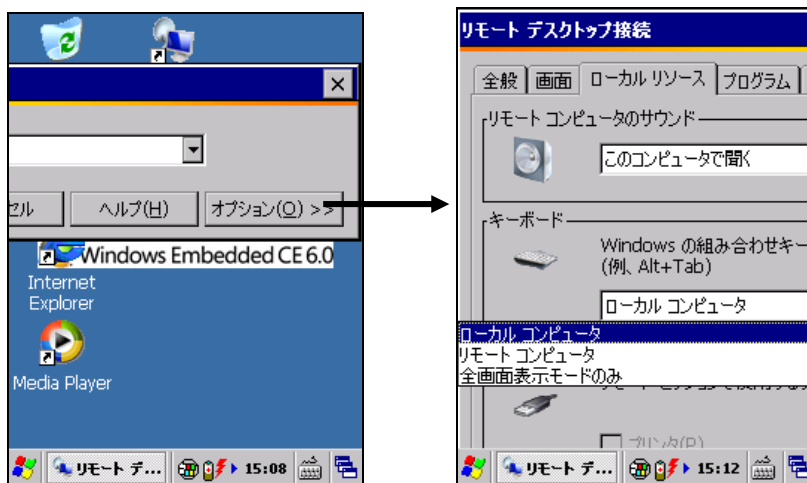 セル
ヘルプ(H)
オプション(O) >>
Windows Embedded CE 6.0
Internet
Explorer
Media Player
リモート デ...
15:08
リモート デスクトップ接続
全般
画面
ローカル リソース
プログラム
リモート コンピュータのサウンド
このコンピュータで聞く
キーボード
Windows の組み合わせキー
(例、Alt+Tab)
ローカル コンピュータ
ローカル コンピュータ
リモート コンピュータ
全画面表示モードのみ
プリンタ(P)
リモート デ...
15:12